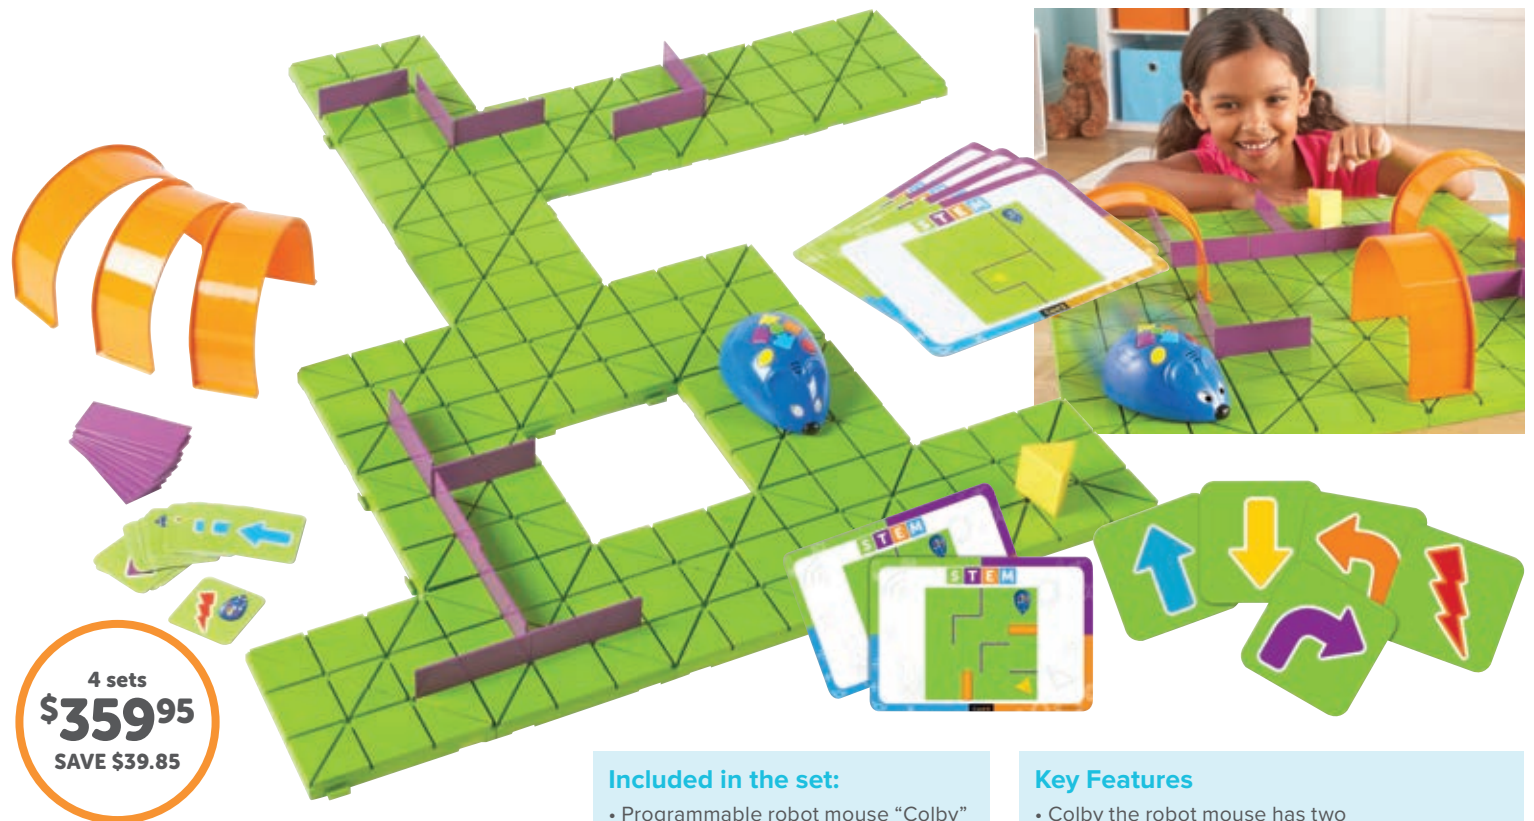 STEM
STEM
STEM
4 sets
$359.95
SAVE $39.85
Included in the set:
• Programmable robot mouse “Colby”
Key Features
• Colby the robot mouse has two